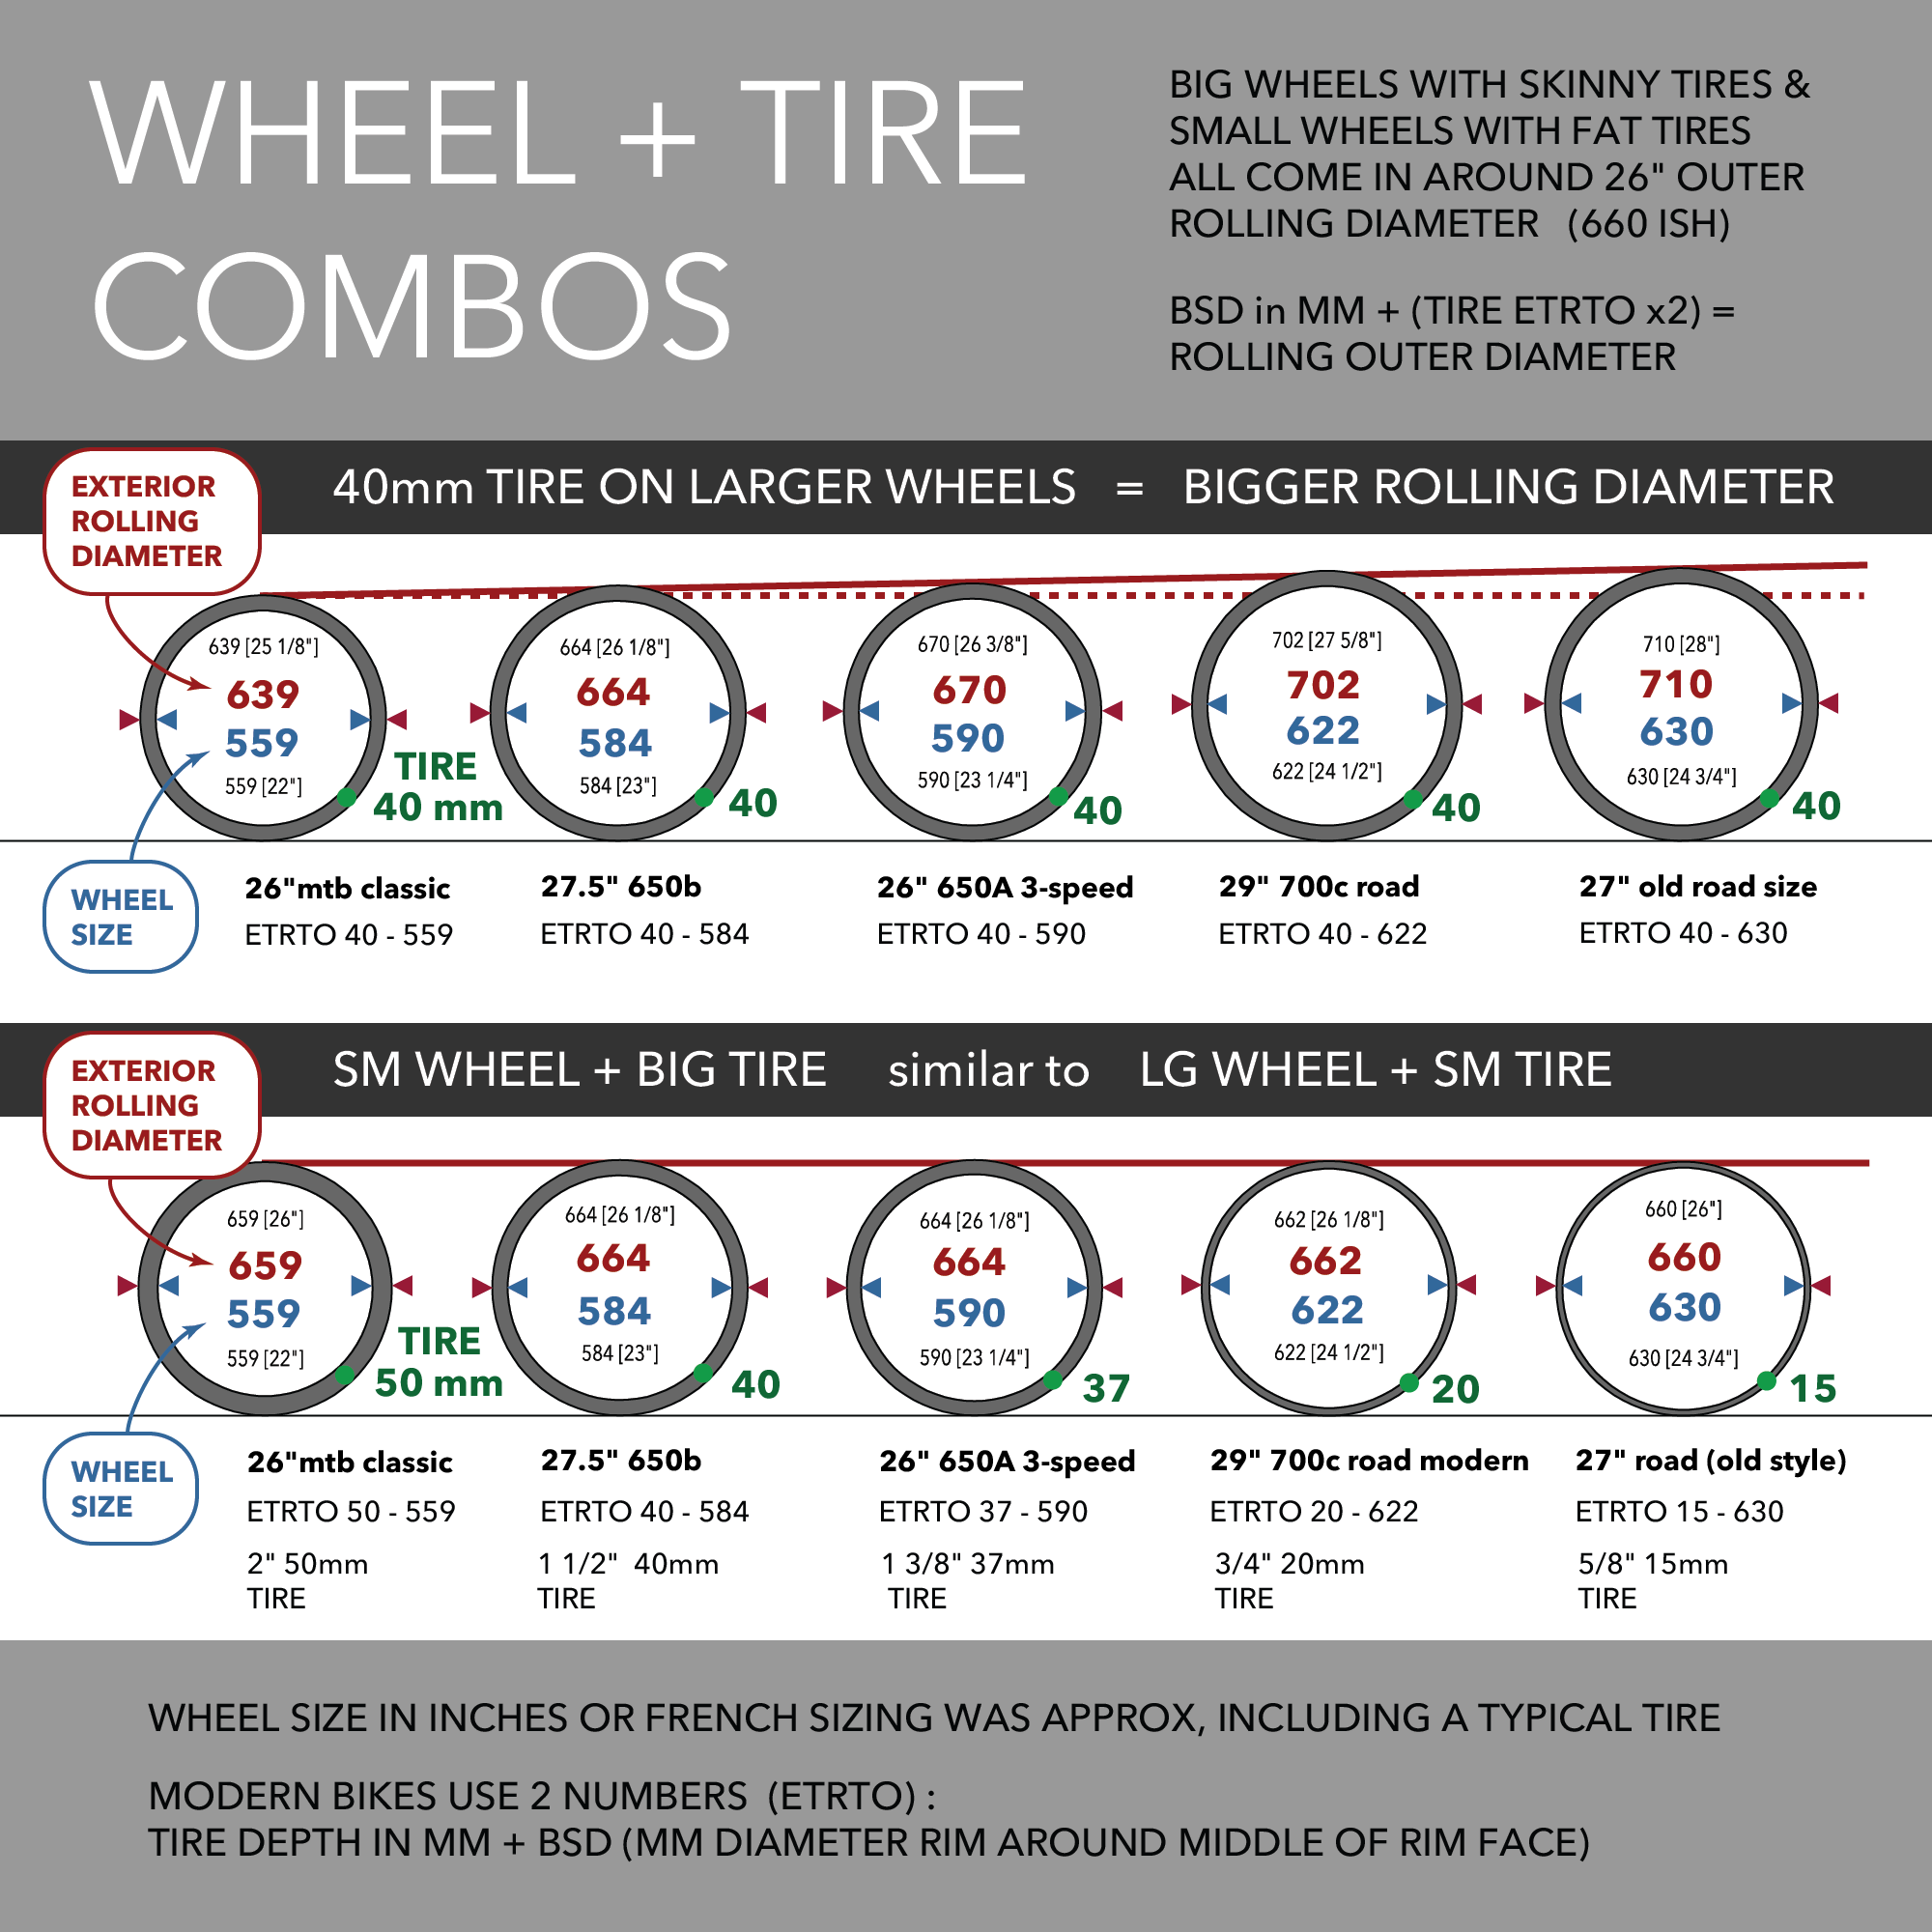 WHEEL + TIRE
COMBOS
BIG WHEELS WITH SKINNY TIRES &
SMALL WHEELS WITH FAT TIRES
ALL COME IN AROUND 26" OUTER
ROLLING DIAMETER (660 ISH)
BSD in MM + (TIRE ETRTO x2) =
ROLLING OUTER DIAMETER
EXTERIOR
ROLLING
DIAMETER
40mm TIRE ON LARGER WHEELS = BIGGER ROLLING DIAMETER
639 [25 1/8"]
639
559
559 [22"]
TIRE
40 mm
664 [26 1/8"]
664
584
584 [23"]
40
670 [26 3/8"]
670
590
590 [23 1/4"]
40
702 [27 5/8"]
702
622
622 [24 1/2"]
40
710 [28"]
710
630
630 [24 3/4"]
40
WHEEL
SIZE
26"mtb classic
ETRTO 40 - 559
27.5" 650b
ETRTO 40 - 584
26" 650A 3-speed
ETRTO 40 - 590
29" 700c road
ETRTO 40 - 622
27" old road size
ETRTO 40 - 630
EXTERIOR
ROLLING
DIAMETER
SM WHEEL + BIG TIRE similar to LG WHEEL + SM TIRE
659 [26"]
659
559
559 [22"]
TIRE
50 mm
664 [26 1/8"]
664
584
584 [23"]
40
664 [26 1/8"]
664
590
590 [23 1/4"]
37
662 [26 1/8"]
662
622
622 [24 1/2"]
20
660 [26"]
660
630
630 [24 3/4"]
15
WHEEL
SIZE
26"mtb classic
ETRTO 50 - 559
2" 50mm
TIRE
27.5" 650b
ETRTO 40 - 584
1 1/2" 40mm
TIRE
26" 650A 3-speed
ETRTO 37 - 590
1 3/8" 37mm
TIRE
29" 700c road modern
ETRTO 20 - 622
3/4" 20mm
TIRE
27" road (old style)
ETRTO 15 - 630
5/8" 15mm
TIRE
WHEEL SIZE IN INCHES OR FRENCH SIZING WAS APPROX, INCLUDING A TYPICAL TIRE
MODERN BIKES USE 2 NUMBERS (ETRTO) :
TIRE DEPTH IN MM + BSD (MM DIAMETER RIM AROUND MIDDLE OF RIM FACE)